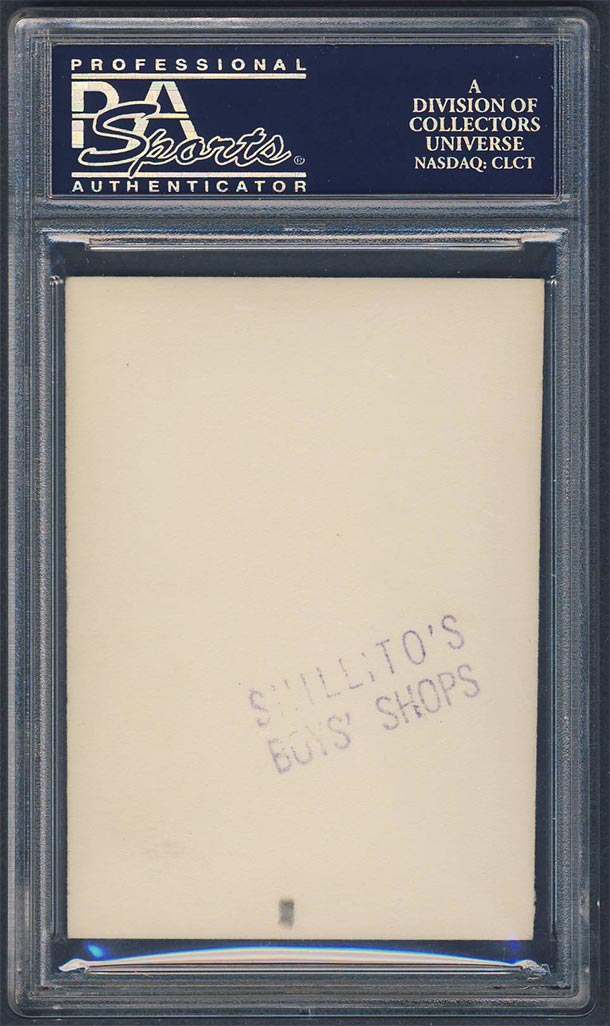 PROFESSIONAL
PSA
Sports®
AUTHENTICATOR
A
DIVISION OF
COLLECTORS
UNIVERSE
NASDAQ: CLCT
SHILLITO'S
BOYS' SHOPS